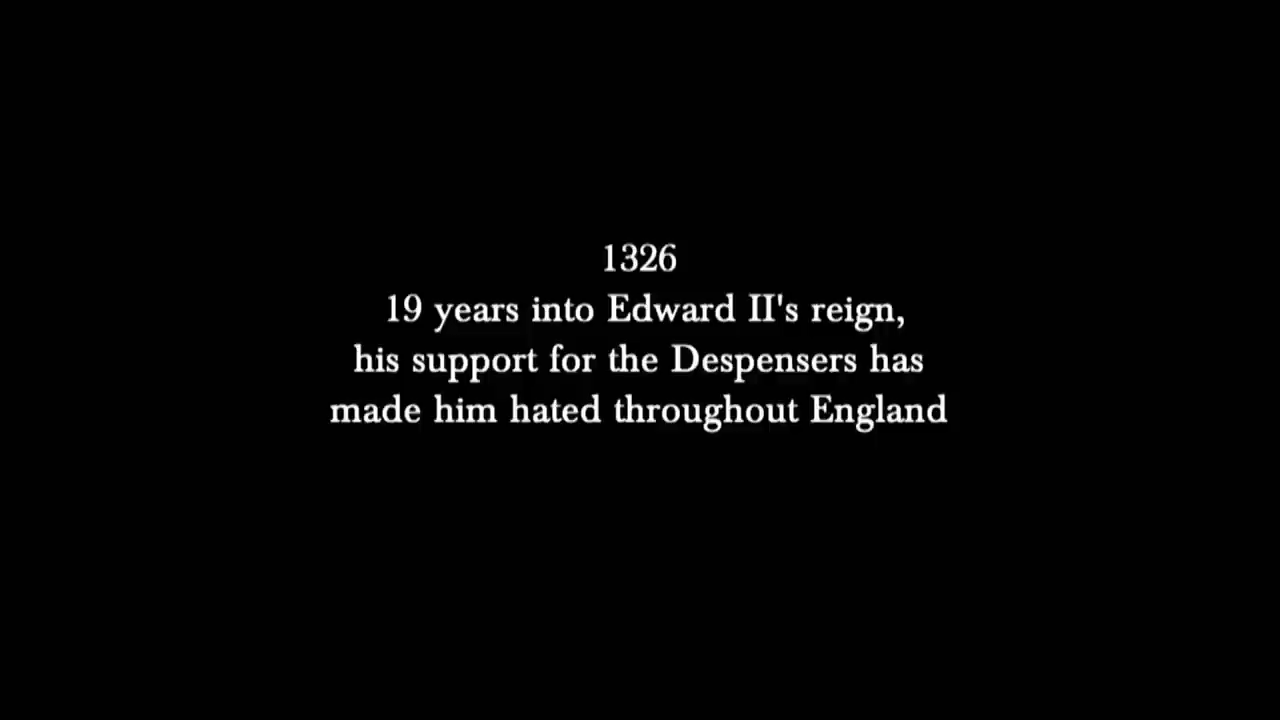 1326
19 years into Edward II's reign,
his support for the Despensers has
made him hated throughout England